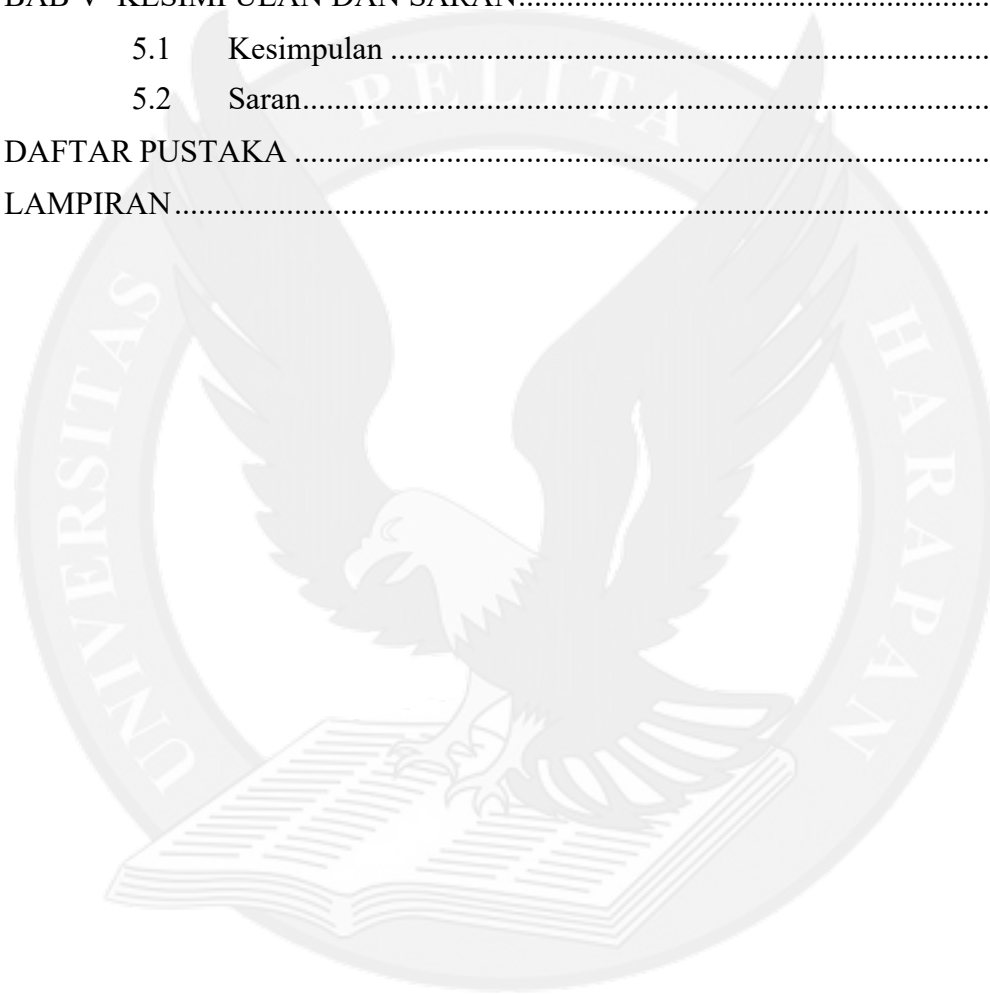 BAB V KESIMPULAN DAN SARAN................................................................
5.1 Kesimpulan ................................................................................
5.2 Saran................................................................................
DAFTAR PUSTAKA ................................................................................
LAMPIRAN................................................................................
UNIVERSITAS PELITA HARAPAN